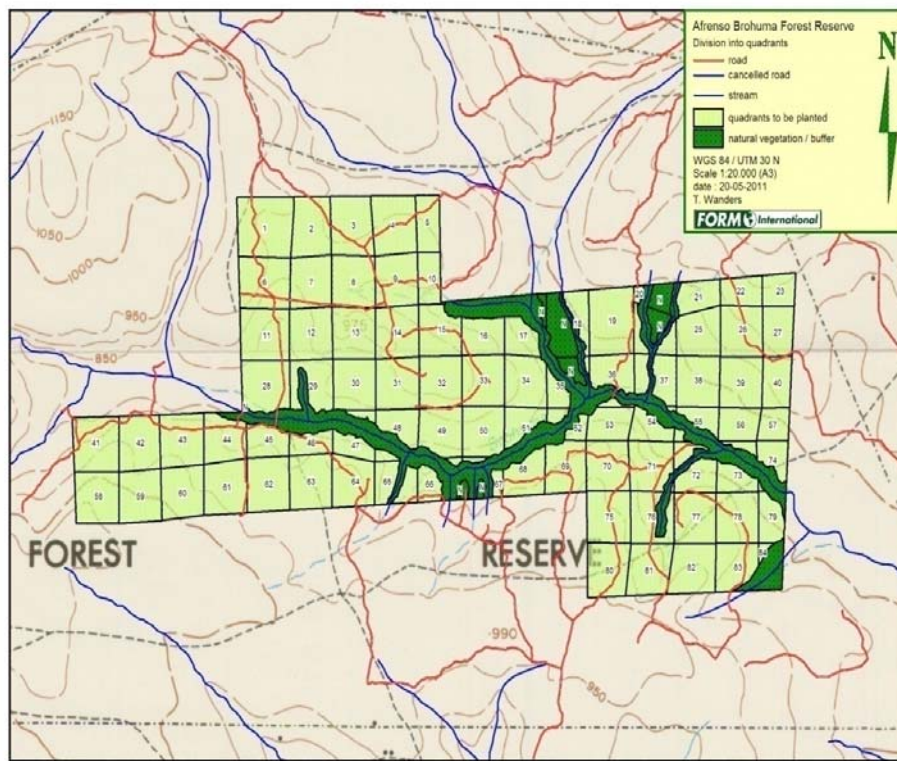 Afrenso Brohuma Forest Reserve
Division into quadrants
road
cancelled road
stream
quadrants to be planted
natural vegetation / buffer
WGS 84 / UTM 30 N
Scale 1:20.000 (A3)
date : 20-05-2011
T. Wanders
FORM International
N
1150
1050
1000
950
850
1 2 3 4 5
6 7 8 9 10
975
11 12 13 14 15 16 17 N N 18 19 20 N N 21 22 23
25 26 27
28 29 30 31 32 33 34 35 N 36 37 38 39 40
41 42 43 44 45 46 47 48 49 50 51 52 53 54 55 56 57
58 59 60 61 62 63 64 65 66 N N 67 68 69 70 71 72 73 74
75 76 77 78 79
80 81 82 83 84
FOREST RESERVE
990
950